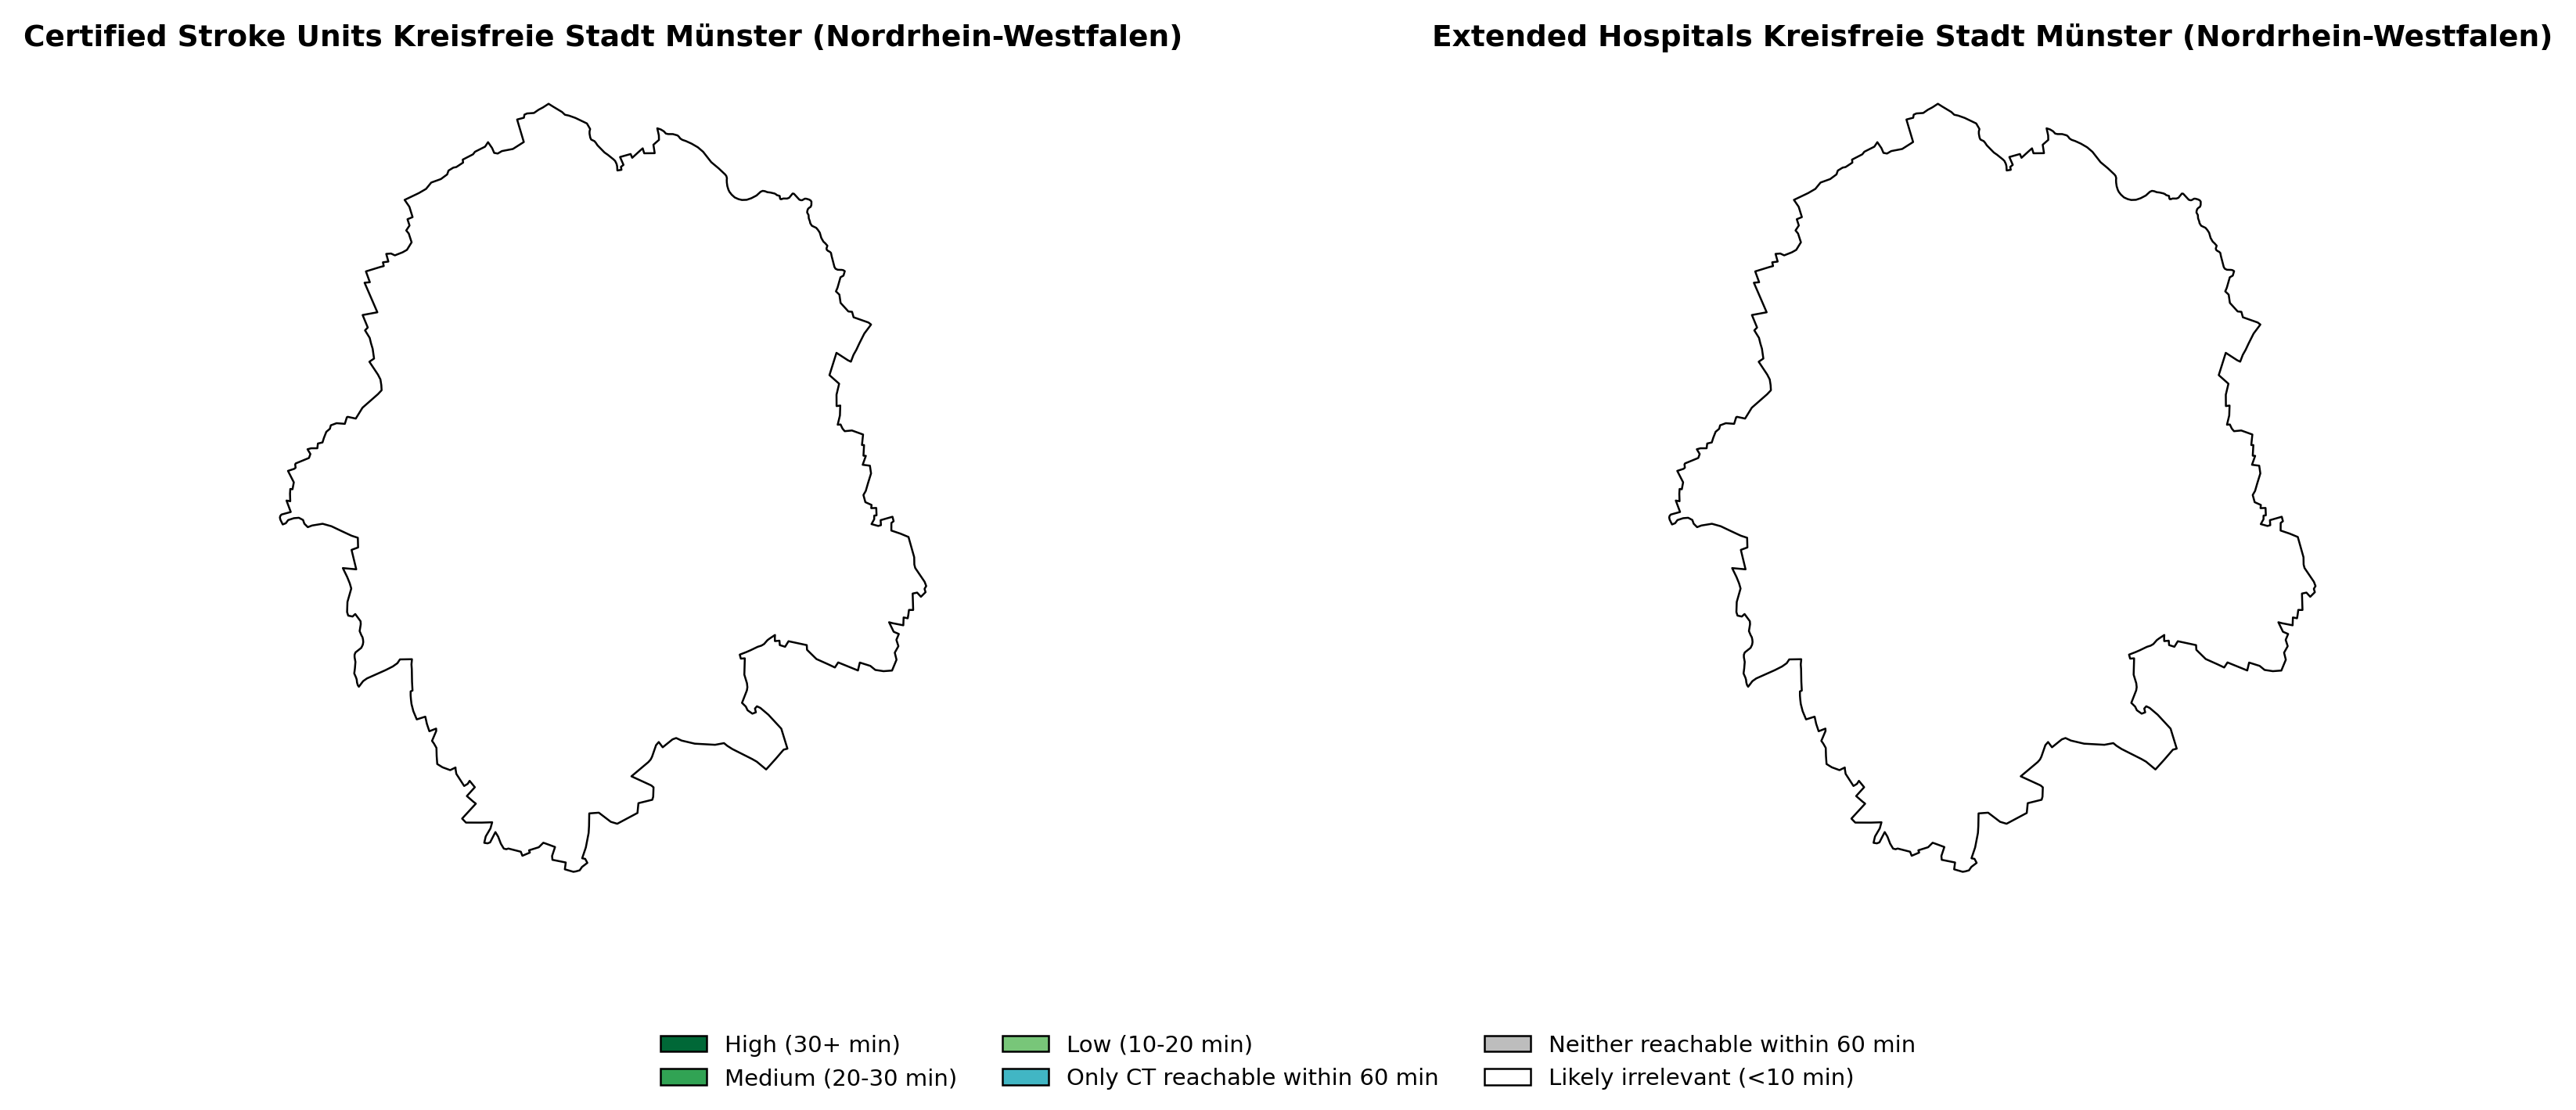 Certified Stroke Units Kreisfreie Stadt Münster (Nordrhein-Westfalen)
Extended Hospitals Kreisfreie Stadt Münster (Nordrhein-Westfalen)
High (30+ min)
Medium (20-30 min)
Low (10-20 min)
Only CT reachable within 60 min
Neither reachable within 60 min
Likely irrelevant (<10 min)